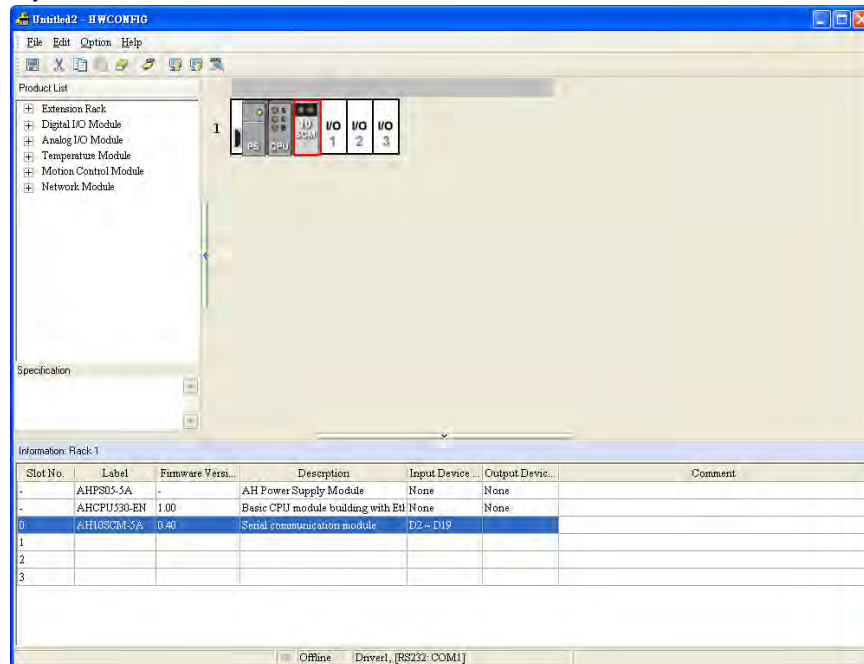 Untitled2 - HWCONFIG
File Edit Option Help
Product List
Extension Rack
Digital I/O Module
Analog I/O Module
Temperature Module
Motion Control Module
Network Module
1
PS CPU 10 SCM I/O 1 I/O 2 I/O 3
Specification
Information: Rack 1
Slot No. Label Firmware Versi... Descrption Input Device ... Output Devic... Comment
- AHPS05-5A - AH Power Supply Module None None
- AHCPU530-EN 1.00 Basic CPU module building with Etl None None
0 AH10SCM-5A 0.40 Serial communication module D2 ~ D19
1
2
3
Offline Driver1, [RS232: COM1]